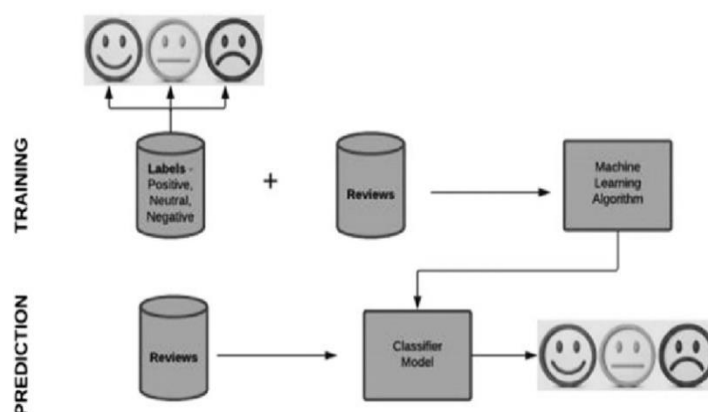 TRAINING
Labels -
Positive,
Neutral,
Negative
+
Reviews
Machine
Learning
Algorithm
PREDICTION
Reviews
Classifier
Model